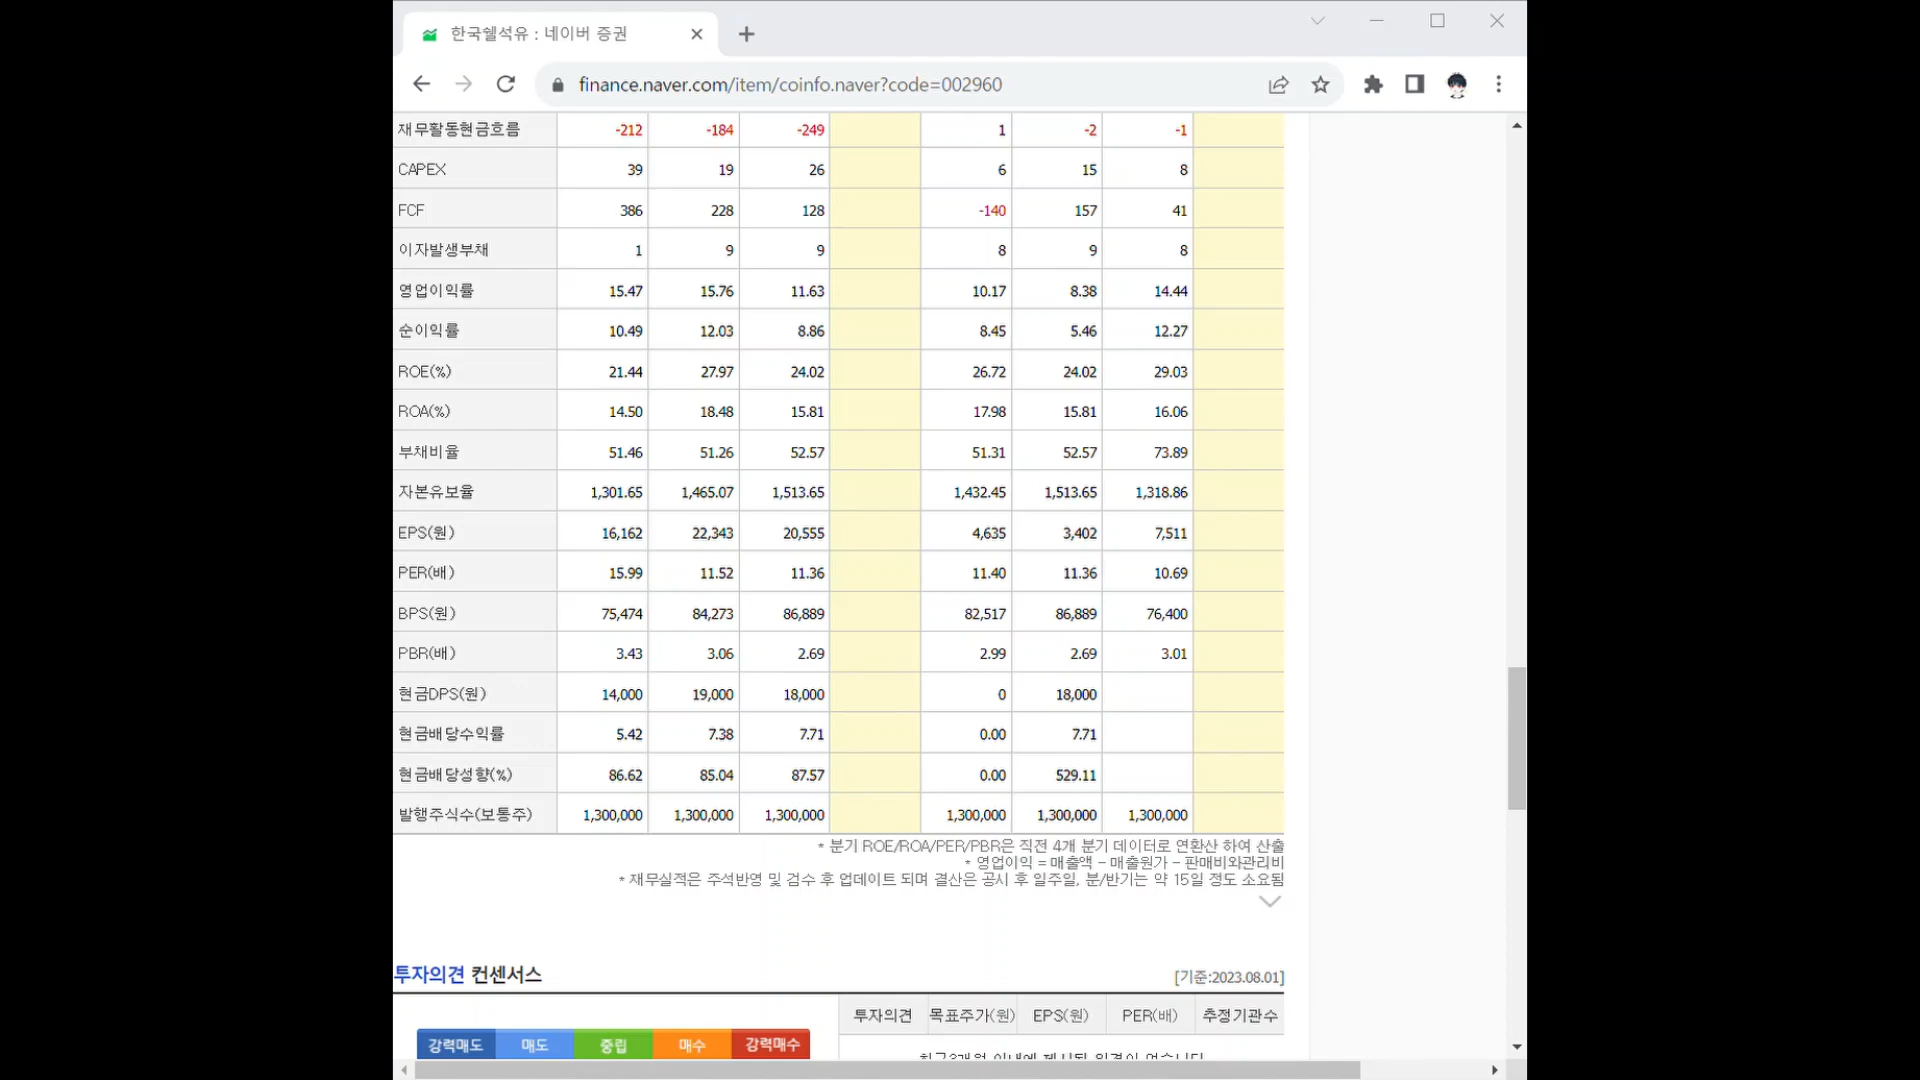 한국쉘석유 : 네이버 증권
finance.naver.com/item/coinfo.naver?code=002960
재무활동현금흐름 -212 -184 -249 1 -2 -1
CAPEX 39 19 26 6 15 8
FCF 386 228 128 -140 157 41
이자발생부채 1 9 9 8 9 8
영업이익률 15.47 15.76 11.63 10.17 8.38 14.44
순이익률 10.49 12.03 8.86 8.45 5.46 12.27
ROE(%) 21.44 27.97 24.02 26.72 24.02 29.03
ROA(%) 14.50 18.48 15.81 17.98 15.81 16.06
부채비율 51.46 51.26 52.57 51.31 52.57 73.89
자본유보율 1,301.65 1,465.07 1,513.65 1,432.45 1,513.65 1,318.86
EPS(원) 16,162 22,343 20,555 4,635 3,402 7,511
PER(배) 15.99 11.52 11.36 11.40 11.36 10.69
BPS(원) 75,474 84,273 86,889 82,517 86,889 76,400
PBR(배) 3.43 3.06 2.69 2.99 2.69 3.01
현금DPS(원) 14,000 19,000 18,000 0 18,000
현금배당수익률 5.42 7.38 7.71 0.00 7.71
현금배당성향(%) 86.62 85.04 87.57 0.00 529.11
발행주식수(보통주) 1,300,000 1,300,000 1,300,000 1,300,000 1,300,000 1,300,000
* 분기 ROE/ROA/PER/PBR은 직전 4개 분기 데이터로 연환산 하여 산출
* 영업이익 = 매출액 - 매출원가 - 판매비와관리비
* 재무실적은 주석반영 및 검수 후 업데이트 되며 결산은 공시 후 일주일, 분/반기는 약 15일 정도 소요됨
투자의견 컨센서스 [기준:2023.08.01]
투자의견 목표주가(원) EPS(원) PER(배) 추정기관수
강력매도 매도 중립 매수 강력매수